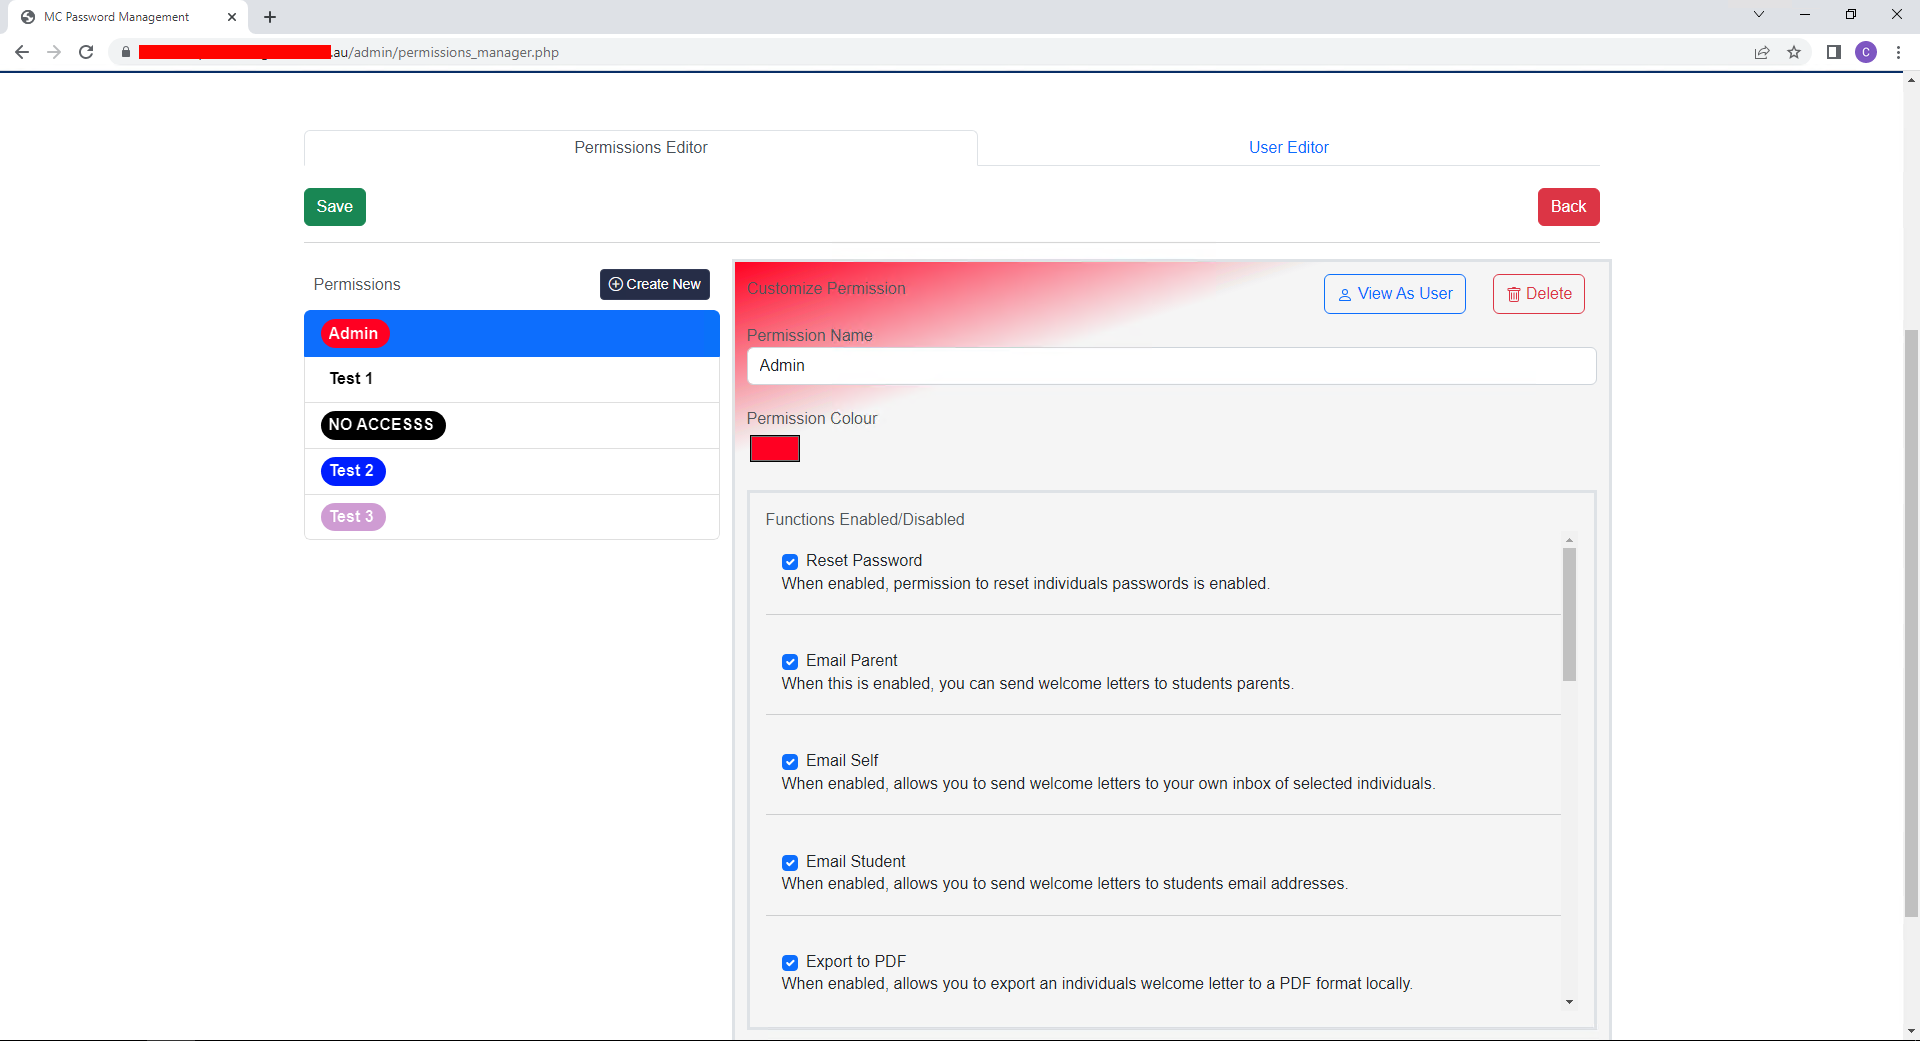 MC Password Management
.au/admin/permissions_manager.php
C
Permissions Editor
User Editor
Save
Back
Permissions
Create New
Admin
Test 1
NO ACCESSS
Test 2
Test 3
Customize Permission
View As User
Delete
Permission Name
Admin
Permission Colour
Functions Enabled/Disabled
Reset Password
When enabled, permission to reset individuals passwords is enabled.
Email Parent
When this is enabled, you can send welcome letters to students parents.
Email Self
When enabled, allows you to send welcome letters to your own inbox of selected individuals.
Email Student
When enabled, allows you to send welcome letters to students email addresses.
Export to PDF
When enabled, allows you to export an individuals welcome letter to a PDF format locally.